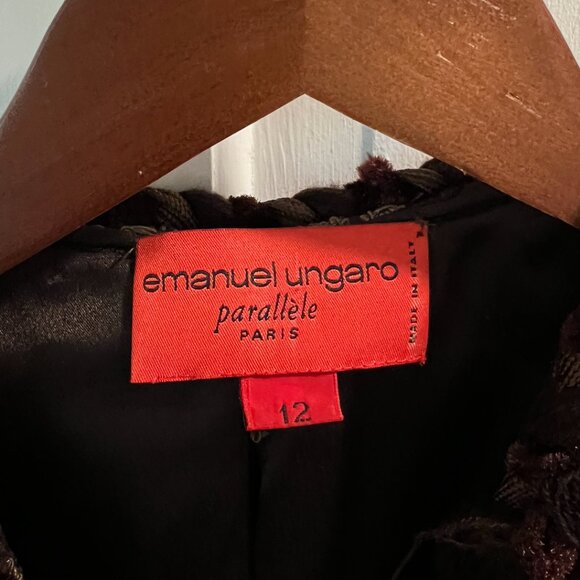 emanuel ungaro
parallèle
PARIS
MADE IN ITALY
12